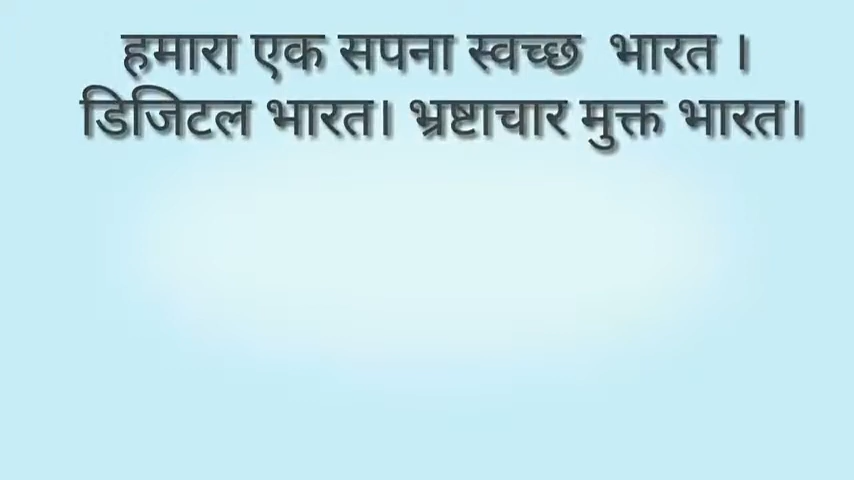 हमारा एक सपना स्वच्छ भारत ।
डिजिटल भारत। भ्रष्टाचार मुक्त भारत।